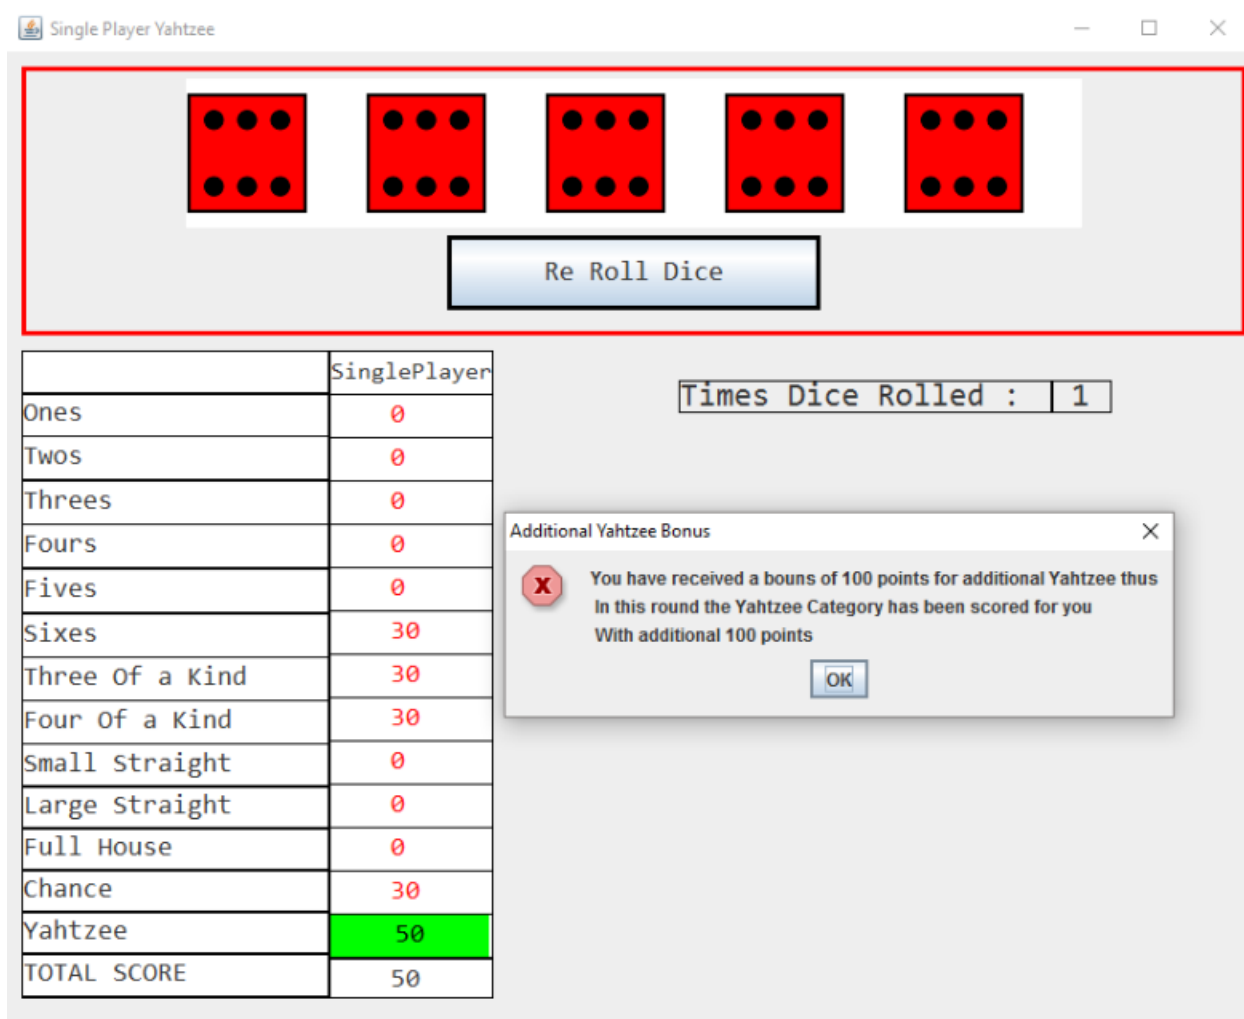 Single Player Yahtzee
Re Roll Dice
SinglePlayer
Ones 0
Twos 0
Threes 0
Fours 0
Fives 0
Sixes 30
Three Of a Kind 30
Four Of a Kind 30
Small Straight 0
Large Straight 0
Full House 0
Chance 30
Yahtzee 50
TOTAL SCORE 50
Times Dice Rolled : 1
Additional Yahtzee Bonus
X
You have received a bouns of 100 points for additional Yahtzee thus
In this round the Yahtzee Category has been scored for you
With additional 100 points
OK